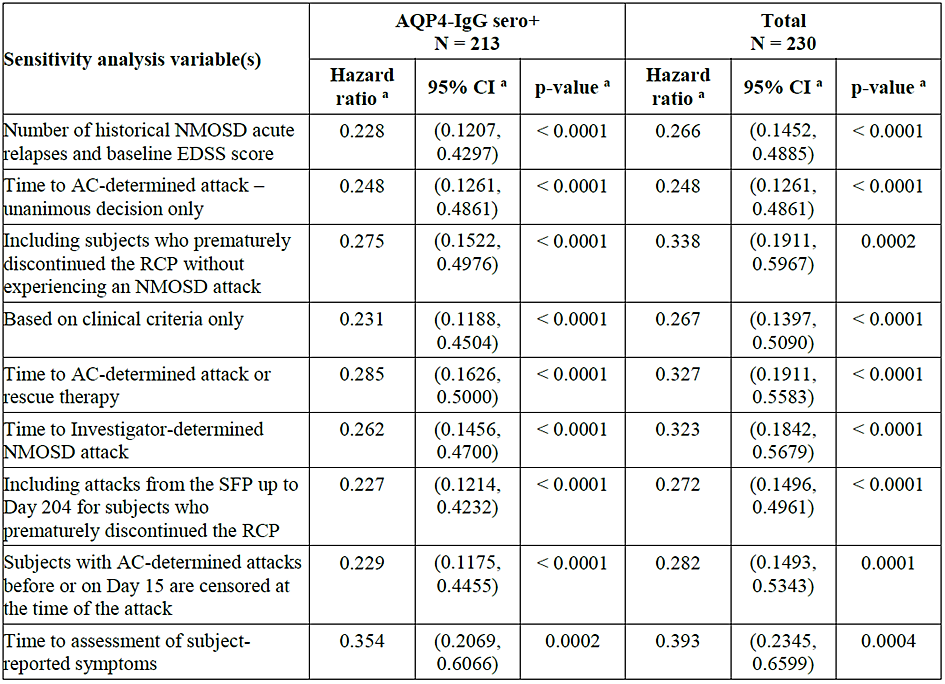 Sensitivity analysis variable(s)
AQP4-IgG sero+
N = 213
Total
N = 230
Hazard
ratio a
95% CI a
p-value a
Hazard
ratio a
95% CI a
p-value a
Number of historical NMOSD acute
relapses and baseline EDSS score
0.228
(0.1207,
0.4297)
< 0.0001
0.266
(0.1452,
0.4885)
< 0.0001
Time to AC-determined attack –
unanimous decision only
0.248
(0.1261,
0.4861)
< 0.0001
0.248
(0.1261,
0.4861)
< 0.0001
Including subjects who prematurely
discontinued the RCP without
experiencing an NMOSD attack
0.275
(0.1522,
0.4976)
< 0.0001
0.338
(0.1911,
0.5967)
0.0002
Based on clinical criteria only
0.231
(0.1188,
0.4504)
< 0.0001
0.267
(0.1397,
0.5090)
< 0.0001
Time to AC-determined attack or
rescue therapy
0.285
(0.1626,
0.5000)
< 0.0001
0.327
(0.1911,
0.5583)
< 0.0001
Time to Investigator-determined
NMOSD attack
0.262
(0.1456,
0.4700)
< 0.0001
0.323
(0.1842,
0.5679)
< 0.0001
Including attacks from the SFP up to
Day 204 for subjects who
prematurely discontinued the RCP
0.227
(0.1214,
0.4232)
< 0.0001
0.272
(0.1496,
0.4961)
< 0.0001
Subjects with AC-determined attacks
before or on Day 15 are censored at
the time of the attack
0.229
(0.1175,
0.4455)
< 0.0001
0.282
(0.1493,
0.5343)
0.0001
Time to assessment of subject-
reported symptoms
0.354
(0.2069,
0.6066)
0.0002
0.393
(0.2345,
0.6599)
0.0004